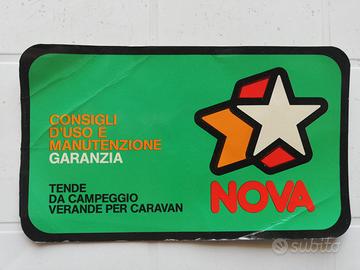 CONSIGLI
D'USO E
MANUTENZIONE
GARANZIA
TENDE
DA CAMPEGGIO
VERANDE PER CARAVAN
NOVA
subito